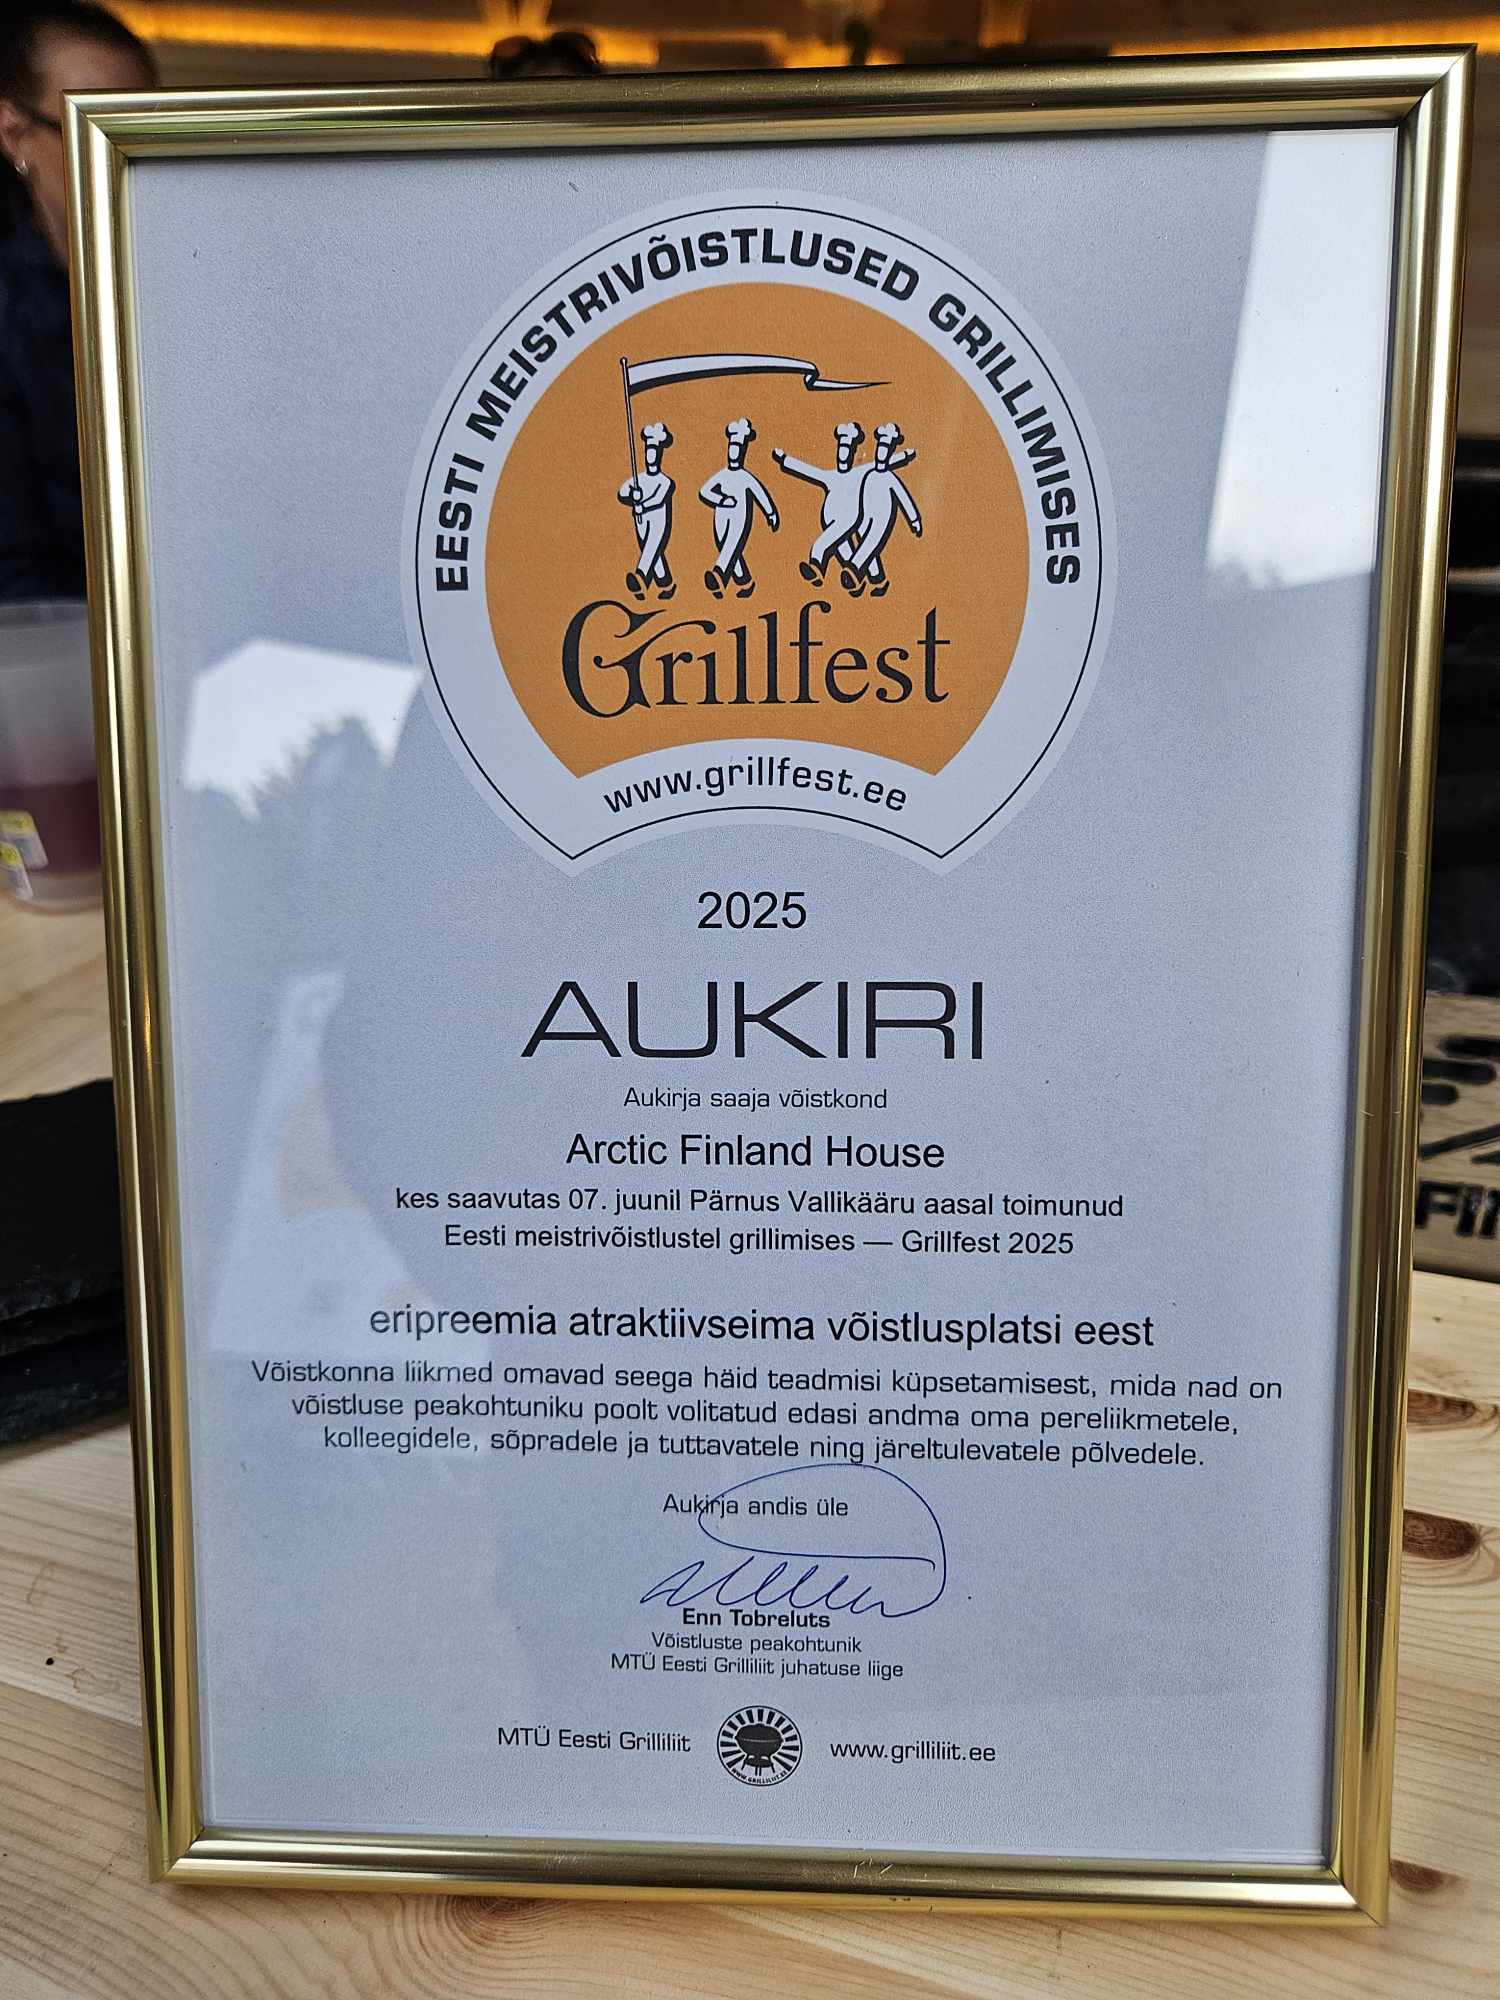 EESTI MEISTRIVÕISTLUSED GRILLIMISES
Grillfest
www.grillfest.ee
2025
AUKIRI
Aukirja saaja võistkond
Arctic Finland House
kes saavutas 07. juunil Pärnus Vallikääru aasal toimunud
Eesti meistrivõistlustel grillimises — Grillfest 2025
eripreemia atraktiivseima võistlusplatsi eest
Võistkonna liikmed omavad seega häid teadmisi küpsetamisest, mida nad on
võistluse peakohtuniku poolt volitatud edasi andma oma pereliikmetele,
kolleegidele, sõpradele ja tuttavatele ning järeltulevatele põlvedele.
Aukirja andis üle
Enn Tobreluts
Võistluste peakohtunik
MTÜ Eesti Grilliliit juhatuse liige
MTÜ Eesti Grilliliit
WWW.GRILLILIIT.EE
www.grilliliit.ee